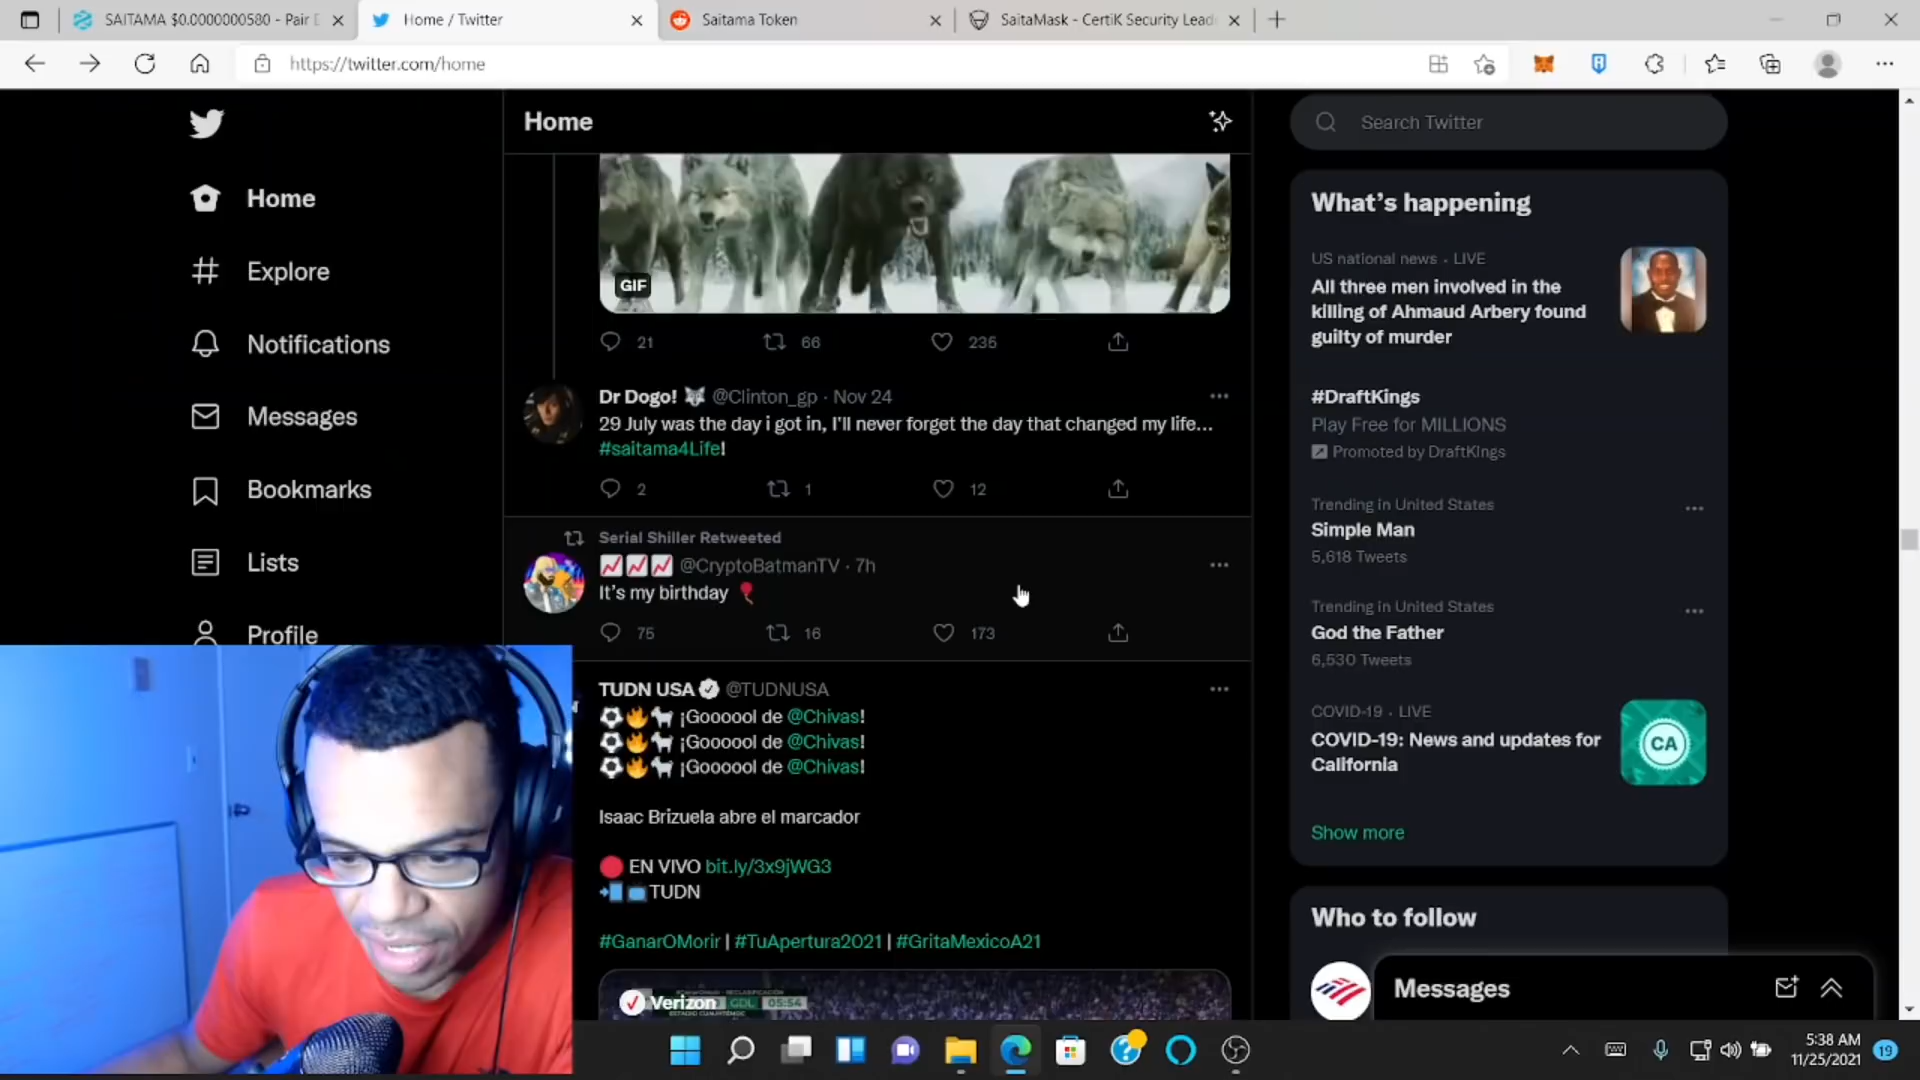 SAITAMA $0.0000000580 - Pair E
Home / Twitter
Saitama Token
SaitaMask - CertiK Security Lead
https://twitter.com/home
Home
Explore
Notifications
Messages
Bookmarks
Lists
Profile
Home
GIF
21 66 235
Dr Dogo! 🐺 @Clinton_gp · Nov 24
29 July was the day i got in, I'll never forget the day that changed my life...
#saitama4Life!
2 1 12
Serial Shiller Retweeted
📈📈📈 @CryptoBatmanTV · 7h
It's my birthday 🎈
75 16 173
TUDN USA @TUDNUSA
⚽🔥🐐 ¡Goooool de @Chivas!
⚽🔥🐐 ¡Goooool de @Chivas!
⚽🔥🐐 ¡Goooool de @Chivas!
Isaac Brizuela abre el marcador
🔴 EN VIVO bit.ly/3x9jWG3
📲📺TUDN
#GanarOMorir | #TuApertura2021 | #GritaMexicoA21
Verizon GDL 05:54
Search Twitter
What's happening
US national news · LIVE
All three men involved in the
killing of Ahmaud Arbery found
guilty of murder
#DraftKings
Play Free for MILLIONS
Promoted by DraftKings
Trending in United States
Simple Man
5,618 Tweets
Trending in United States
God the Father
6,530 Tweets
COVID-19 · LIVE
COVID-19: News and updates for
California
CA
Show more
Who to follow
Messages
5:38 AM
11/25/2021
19